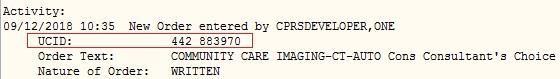 Activity:
09/12/2018 10:35 New Order entered by CPRSDEVELOPER,ONE
UCID: 442 883970
Order Text: COMMUNITY CARE IMAGING-CT-AUTO Cons Consultant's Choice
Nature of Order: WRITTEN